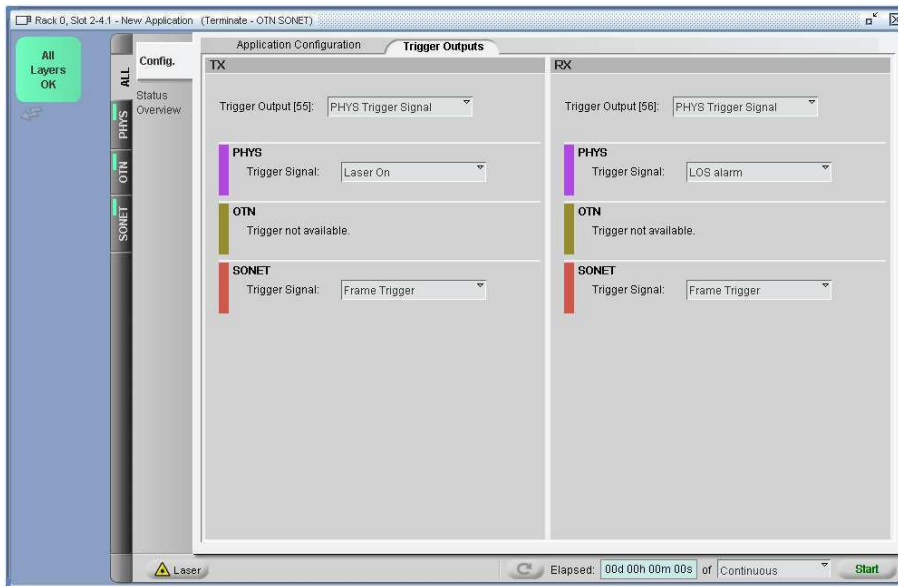 Rack 0, Slot 2-4.1 - New Application (Terminate - OTN SONET)
All
Layers
OK
ALL
PHYS
OTN
SONET
Config.
Status
Overview
Application Configuration
Trigger Outputs
TX
Trigger Output [55]: PHYS Trigger Signal
PHYS
Trigger Signal: Laser On
OTN
Trigger not available.
SONET
Trigger Signal: Frame Trigger
RX
Trigger Output [56]: PHYS Trigger Signal
PHYS
Trigger Signal: LOS alarm
OTN
Trigger not available.
SONET
Trigger Signal: Frame Trigger
Laser
Elapsed: 00d 00h 00m 00s of Continuous
Start